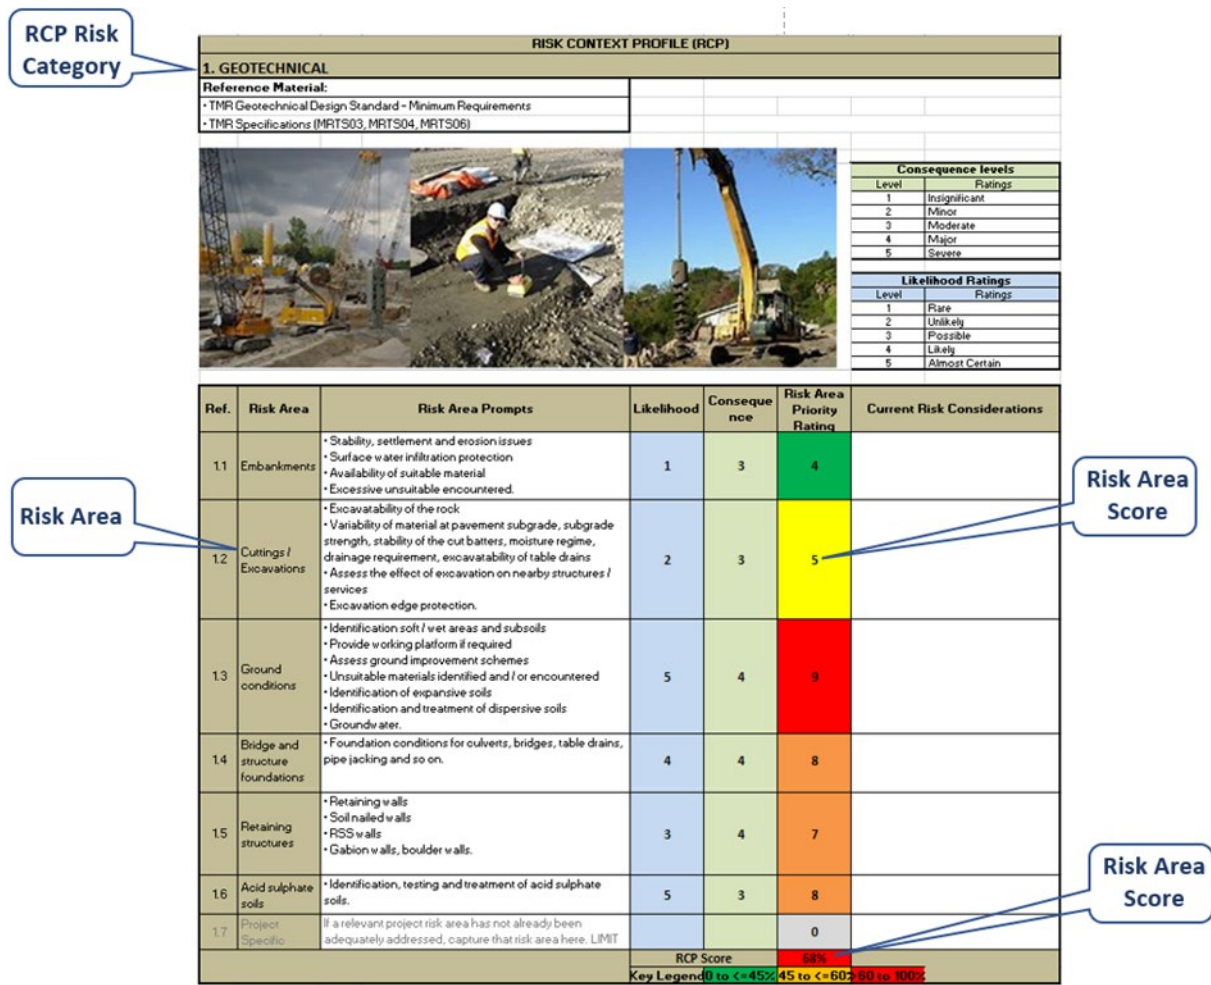 RCP Risk
Category
RISK CONTEXT PROFILE (RCP)
1. GEOTECHNICAL
Reference Material:
• TMR Geotechnical Design Standard - Minimum Requirements
• TMR Specifications (MRTS03, MRTS04, MRTS06)
Consequence levels
Level Ratings
1 Insignificant
2 Minor
3 Moderate
4 Major
5 Severe
Likelihood Ratings
Level Ratings
1 Rare
2 Unlikely
3 Possible
4 Likely
5 Almost Certain
Ref. Risk Area Risk Area Prompts Likelihood Conseque
nce Risk Area
Priority
Rating Current Risk Considerations
1.1 Embankments
• Stability, settlement and erosion issues
• Surface water infiltration protection
• Availability of suitable material
• Excessive unsuitable encountered.
1 3 4
Risk Area
1.2 Cuttings /
Excavations
• Excavatability of the rock
• Variability of material at pavement subgrade, subgrade
strength, stability of the cut batters, moisture regime,
drainage requirement, excavatability of table drains
• Assess the effect of excavation on nearby structures /
services
• Excavation edge protection.
2 3 5
Risk Area
Score
1.3 Ground
conditions
• Identification soft / wet areas and subsoils
• Provide working platform if required
• Assess ground improvement schemes
• Unsuitable materials identified and / or encountered
• Identification of expansive soils
• Identification and treatment of dispersive soils
• Groundwater.
5 4 9
1.4 Bridge and
structure
foundations
• Foundation conditions for culverts, bridges, table drains,
pipe jacking and so on.
4 4 8
1.5 Retaining
structures
• Retaining walls
• Soil nailed walls
• RSS walls
• Gabion walls, boulder walls.
3 4 7
1.6 Acid sulphate
soils
• Identification, testing and treatment of acid sulphate
soils.
5 3 8
Risk Area
Score
1.7 Project
Specific
If a relevant project risk area has not already been
adequately addressed, capture that risk area here. LIMIT
0
RCP Score 68%
Key Legend 0 to <=45% 45 to <=60% >60 to 100%